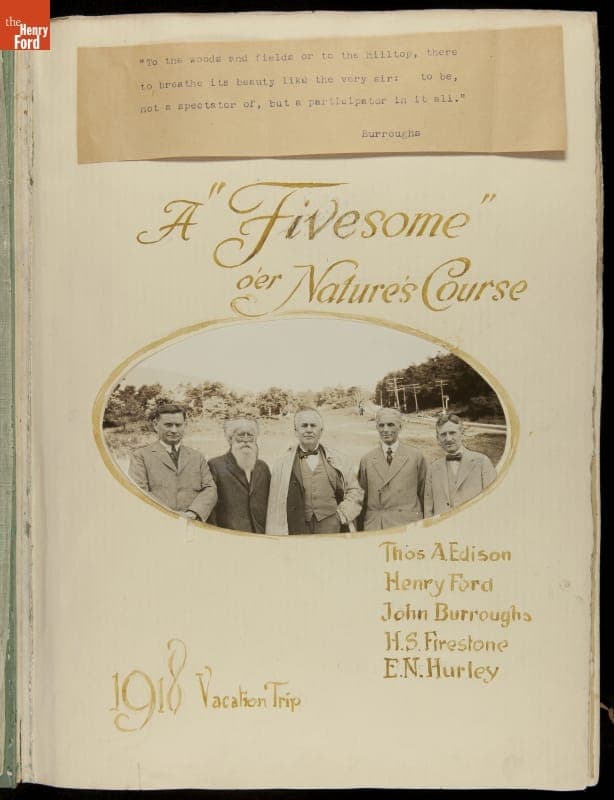 the
Henry
Ford
"To the woods and fields or to the hilltop, there
to breathe its beauty like the very air: to be,
not a spectator of, but a participator in it all."
Burroughs
A "Fivesome"
o'er Nature's Course
Tho's A. Edison
Henry Ford
John Burroughs
H.S. Firestone
E.N. Hurley
1918 Vacation Trip